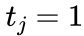 t_j = 1